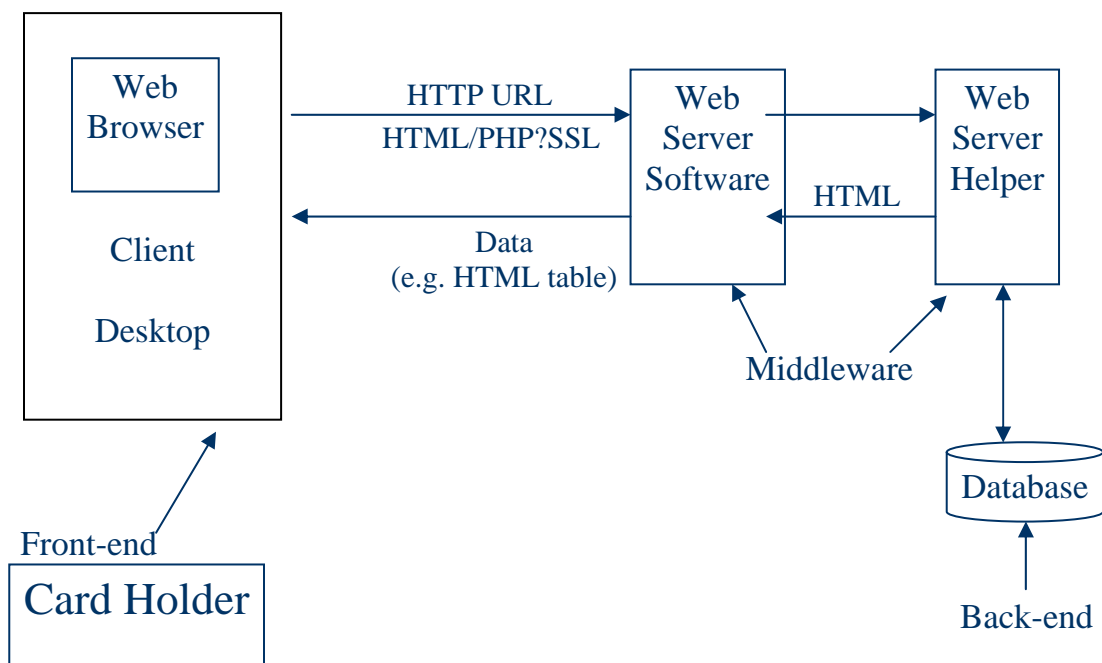 Web
Browser
Client
Desktop
HTTP URL
HTML/PHP?SSL
Data
(e.g. HTML table)
Web
Server
Software
HTML
Web
Server
Helper
Middleware
Database
Front-end
Card Holder
Back-end